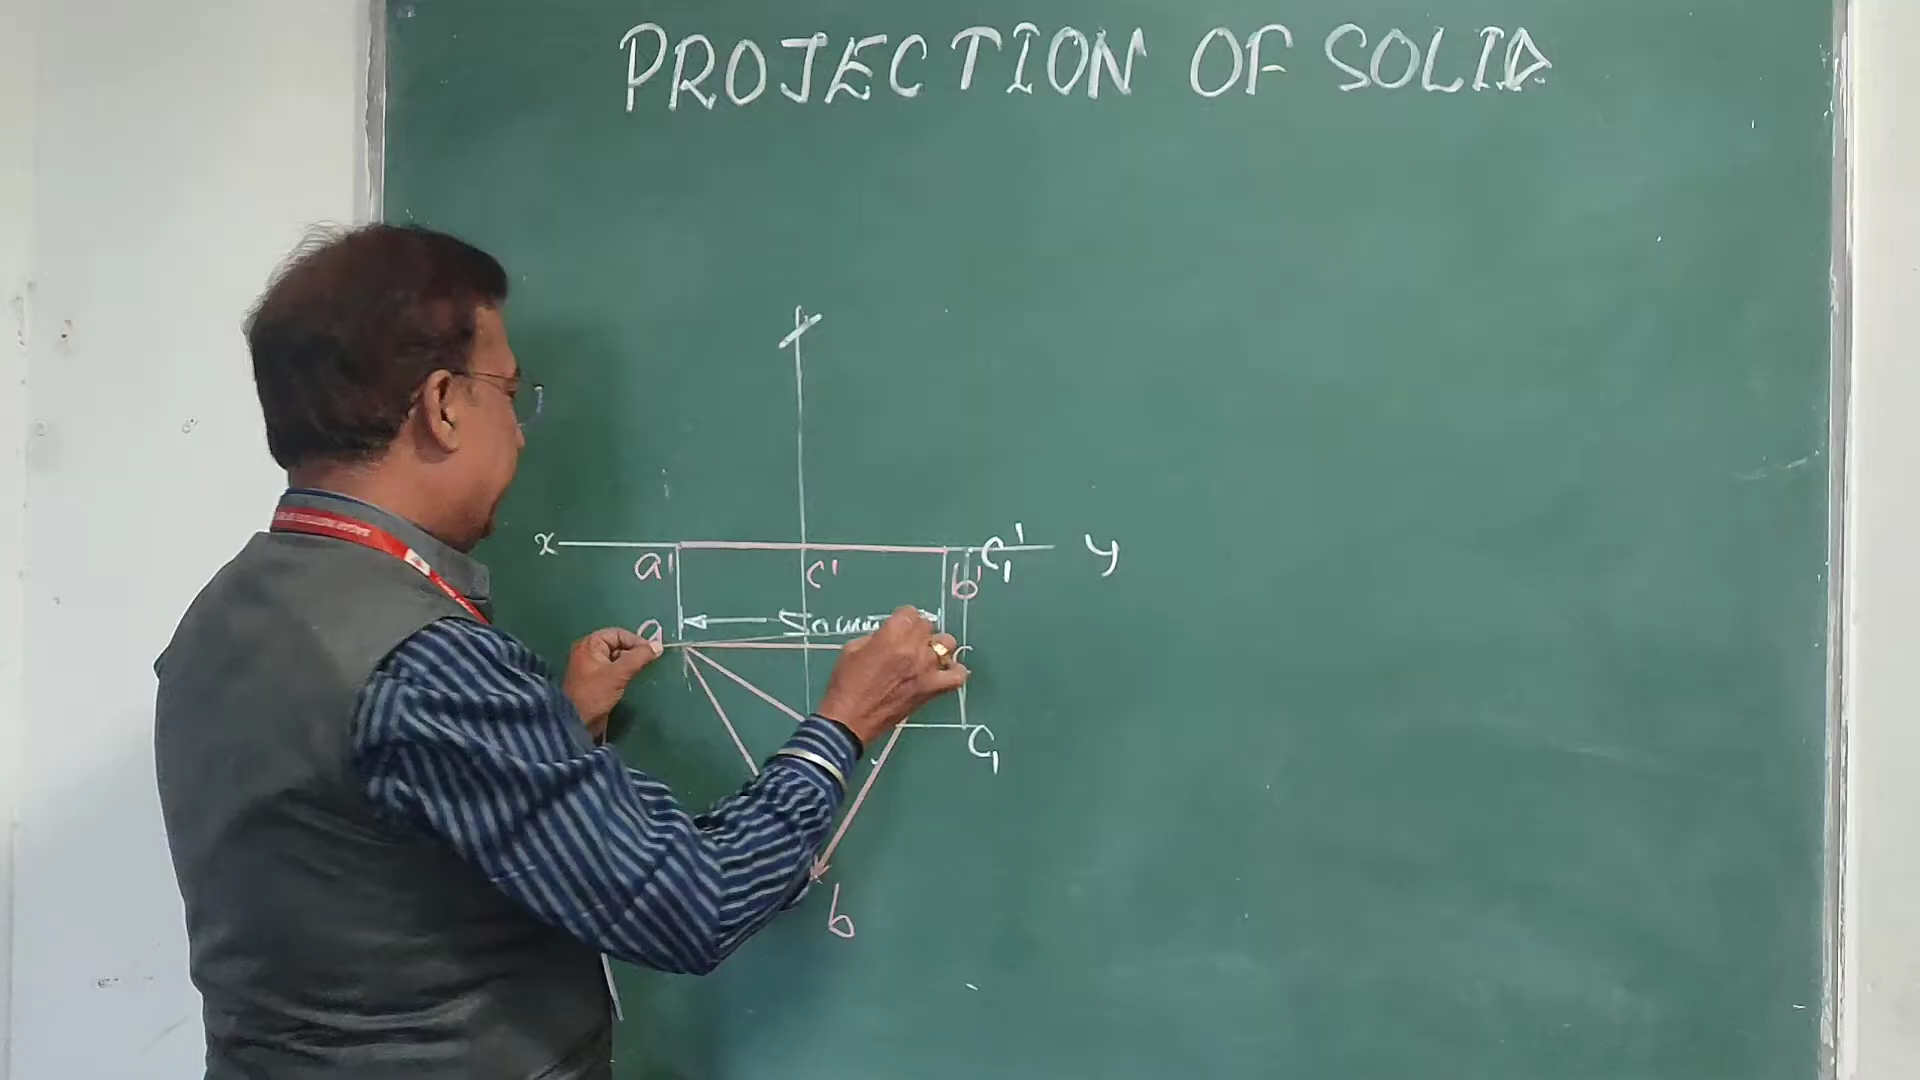 PROJECTION OF SOLID
x a' c' b' c₁' y
a c
c₁
b